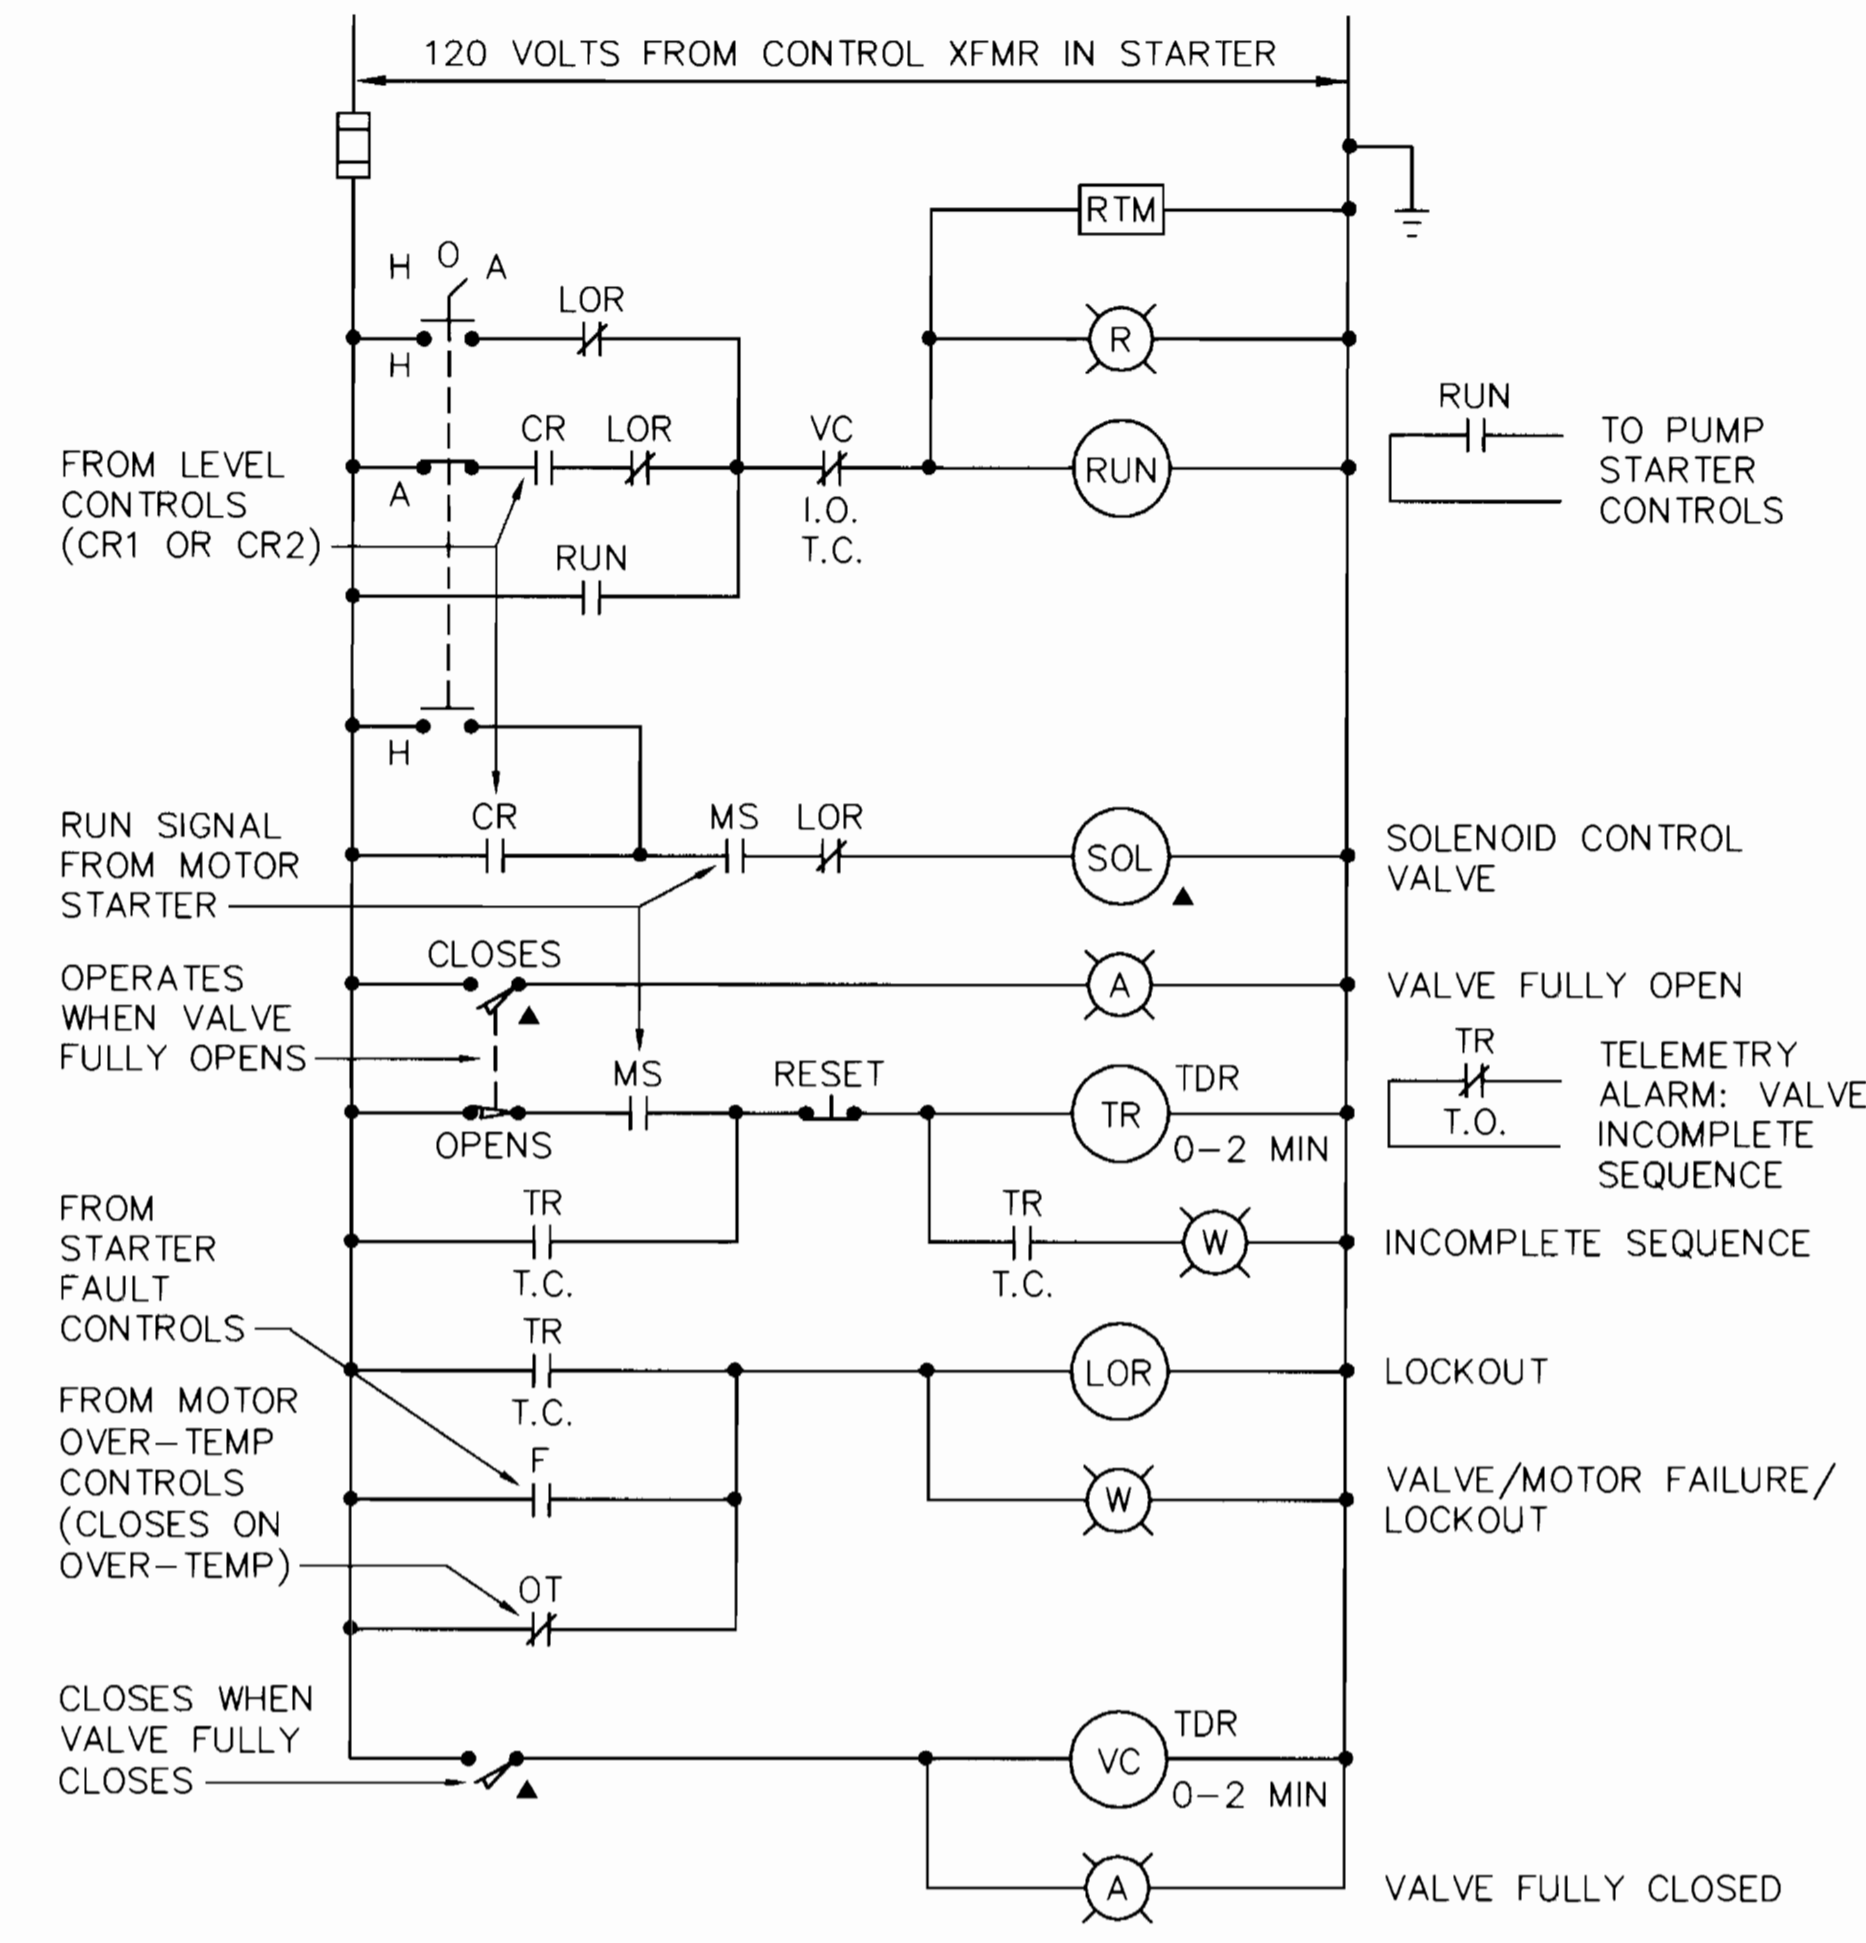 120 VOLTS FROM CONTROL XFMR IN STARTER
RTM
H O A
LOR
R
H
RUN
CR LOR VC
TO PUMP
STARTER
CONTROLS
FROM LEVEL
CONTROLS
(CR1 OR CR2)
A
RUN
I.O.
T.C.
RUN
H
CR MS LOR
RUN SIGNAL
FROM MOTOR
STARTER
SOL
SOLENOID CONTROL
VALVE
CLOSES
OPERATES
WHEN VALVE
FULLY OPENS
A
VALVE FULLY OPEN
MS RESET
TR
TDR
0-2 MIN
OPENS
TR
T.O.
TELEMETRY
ALARM: VALVE
INCOMPLETE
SEQUENCE
FROM
STARTER
FAULT
CONTROLS
TR
T.C.
TR
T.C.
W
INCOMPLETE SEQUENCE
TR
T.C.
LOR
LOCKOUT
FROM MOTOR
OVER-TEMP
CONTROLS
(CLOSES ON
OVER-TEMP)
F
W
VALVE/MOTOR FAILURE/
LOCKOUT
OT
CLOSES WHEN
VALVE FULLY
CLOSES
VC
TDR
0-2 MIN
A
VALVE FULLY CLOSED